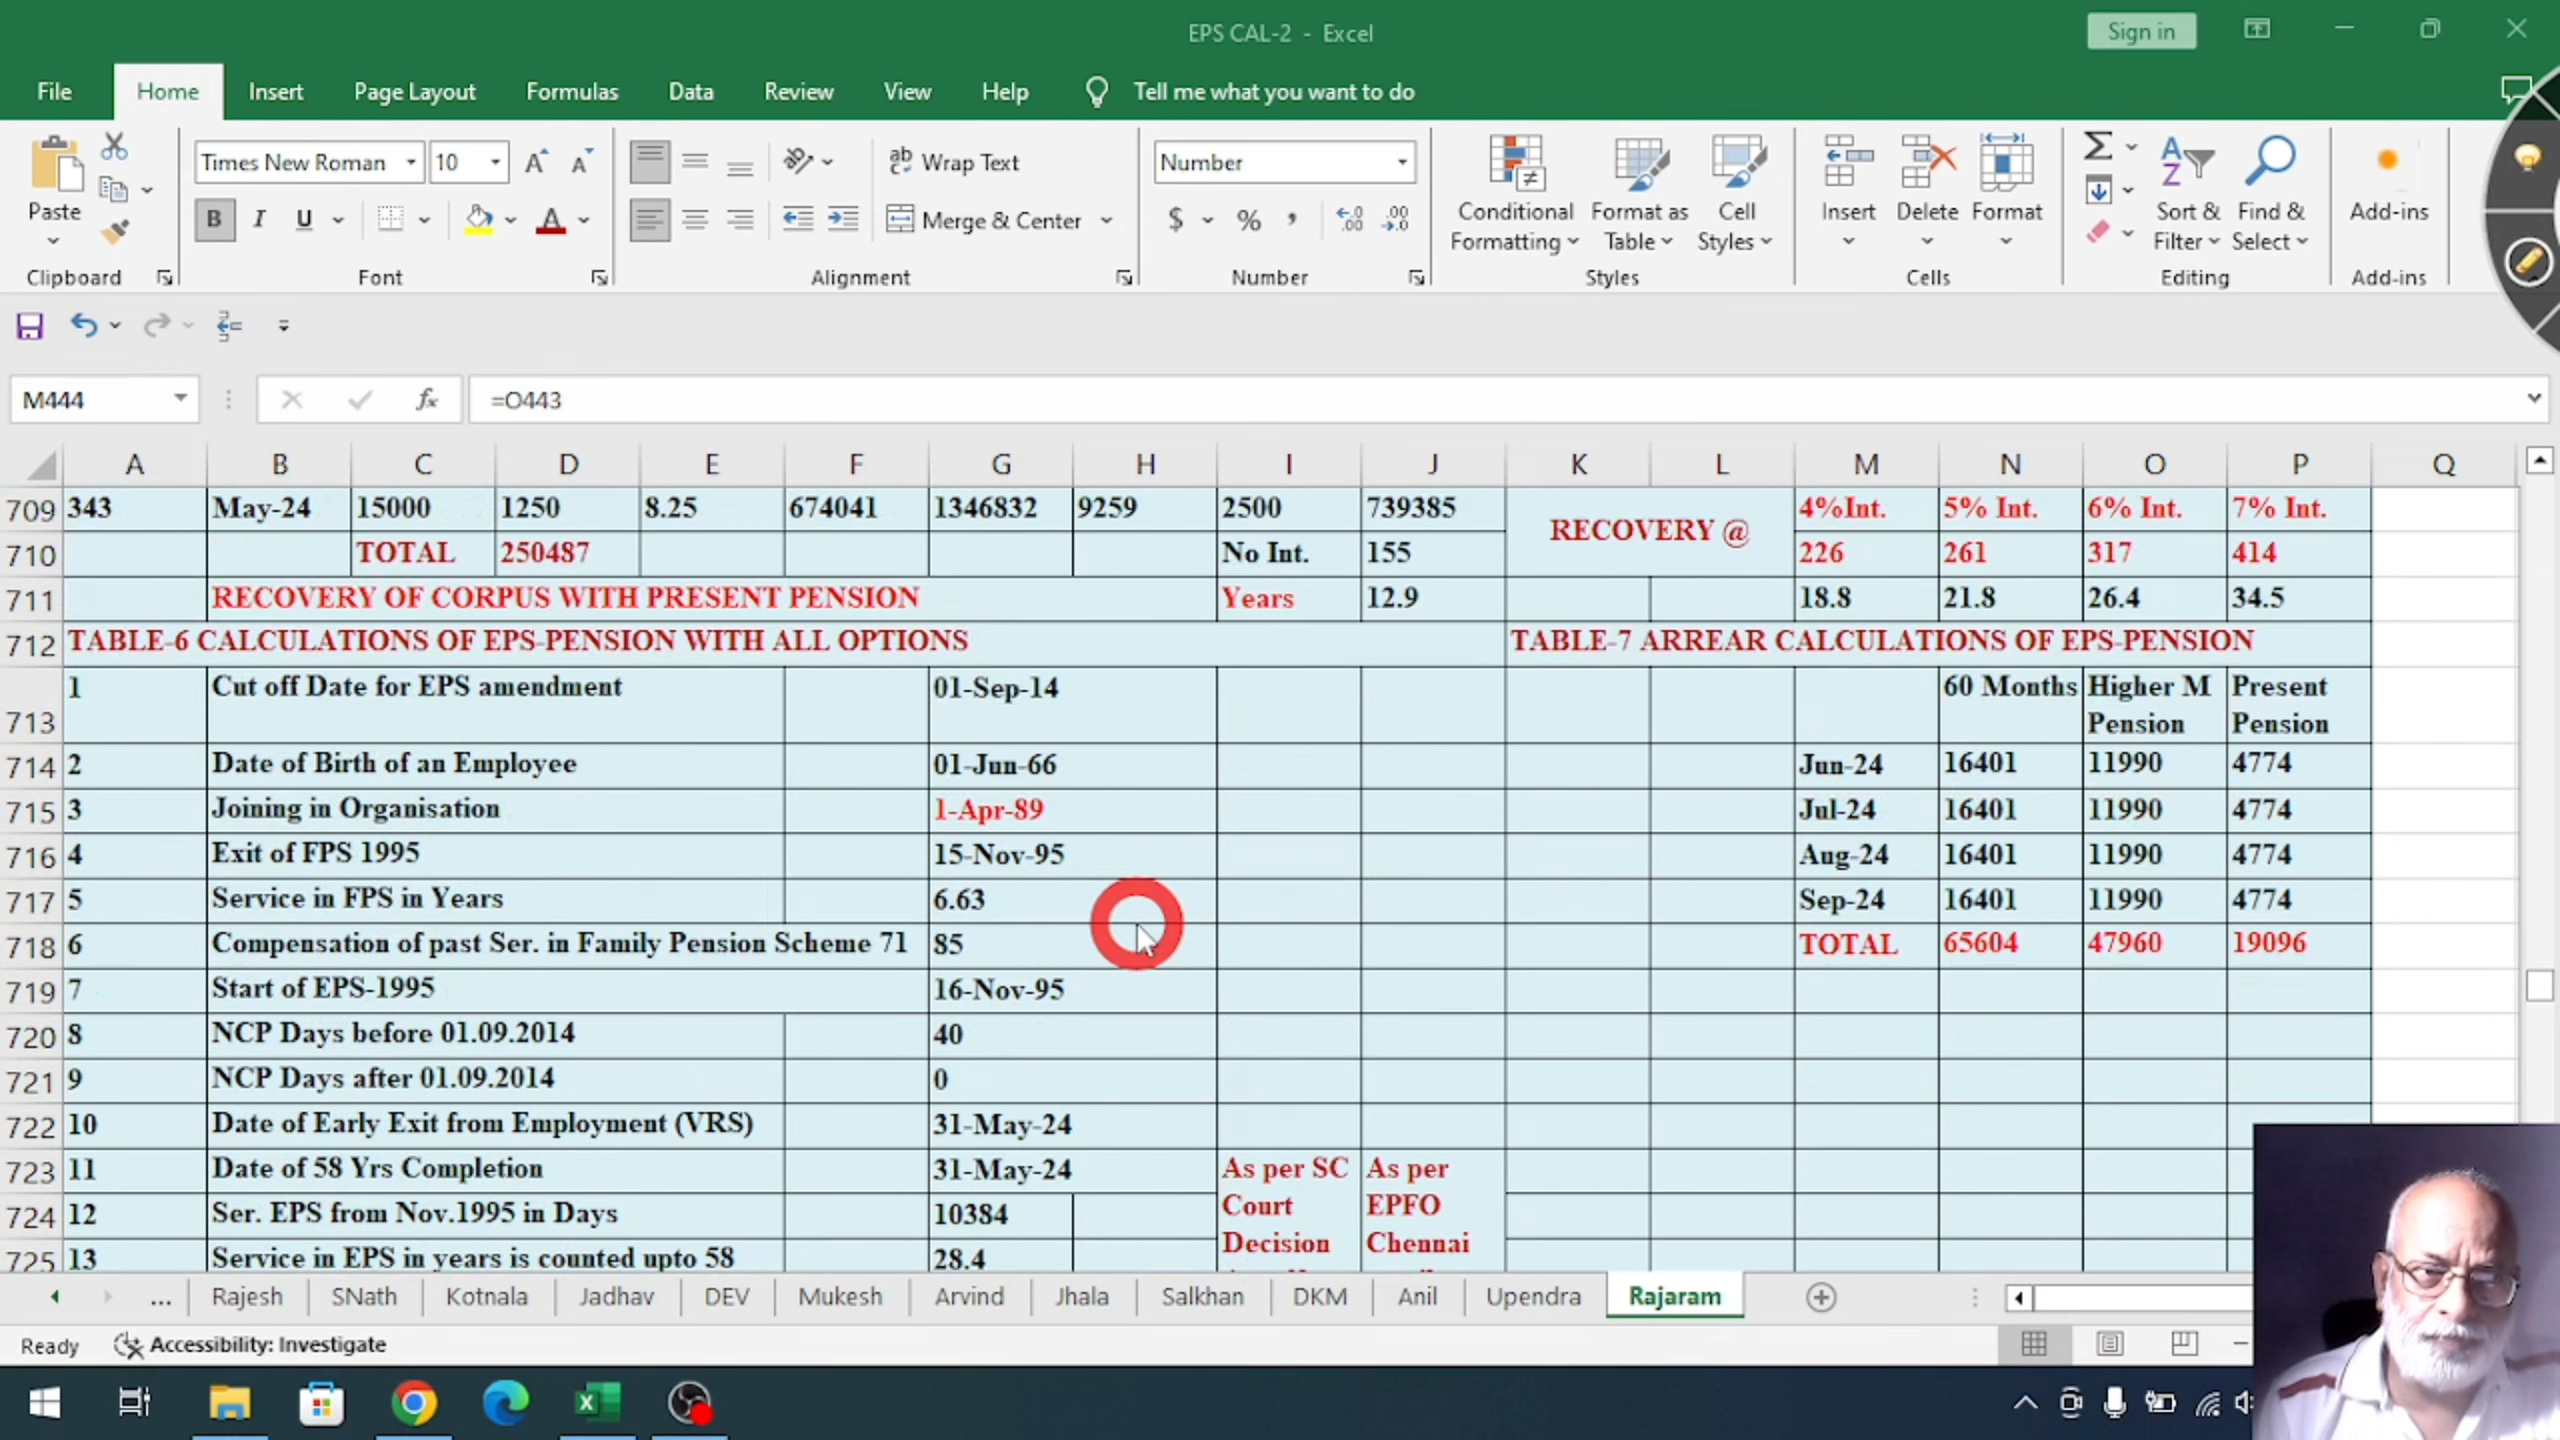 EPS CAL-2 - Excel
Sign in
File Home Insert Page Layout Formulas Data Review View Help Tell me what you want to do
Paste
Clipboard
Times New Roman 10
B I U
Font
Wrap Text
Merge & Center
Alignment
Number
$ % ,
Number
Conditional Formatting
Format as Table
Cell Styles
Styles
Insert Delete Format
Cells
Sort & Filter
Find & Select
Editing
Add-ins
Add-ins
M444 fx =O443
A B C D E F G H I J K L M N O P Q
709 343 May-24 15000 1250 8.25 674041 1346832 9259 2500 739385 RECOVERY @ 4%Int. 5% Int. 6% Int. 7% Int.
710 TOTAL 250487 No Int. 155 226 261 317 414
711 RECOVERY OF CORPUS WITH PRESENT PENSION Years 12.9 18.8 21.8 26.4 34.5
712 TABLE-6 CALCULATIONS OF EPS-PENSION WITH ALL OPTIONS TABLE-7 ARREAR CALCULATIONS OF EPS-PENSION
713 1 Cut off Date for EPS amendment 01-Sep-14 60 Months Higher M Pension Present Pension
714 2 Date of Birth of an Employee 01-Jun-66 Jun-24 16401 11990 4774
715 3 Joining in Organisation 1-Apr-89 Jul-24 16401 11990 4774
716 4 Exit of FPS 1995 15-Nov-95 Aug-24 16401 11990 4774
717 5 Service in FPS in Years 6.63 Sep-24 16401 11990 4774
718 6 Compensation of past Ser. in Family Pension Scheme 71 85 TOTAL 65604 47960 19096
719 7 Start of EPS-1995 16-Nov-95
720 8 NCP Days before 01.09.2014 40
721 9 NCP Days after 01.09.2014 0
722 10 Date of Early Exit from Employment (VRS) 31-May-24
723 11 Date of 58 Yrs Completion 31-May-24 As per SC Court Decision As per EPFO Chennai
724 12 Ser. EPS from Nov.1995 in Days 10384
725 13 Service in EPS in years is counted upto 58 28.4
... Rajesh SNath Kotnala Jadhav DEV Mukesh Arvind Jhala Salkhan DKM Anil Upendra Rajaram
Ready Accessibility: Investigate